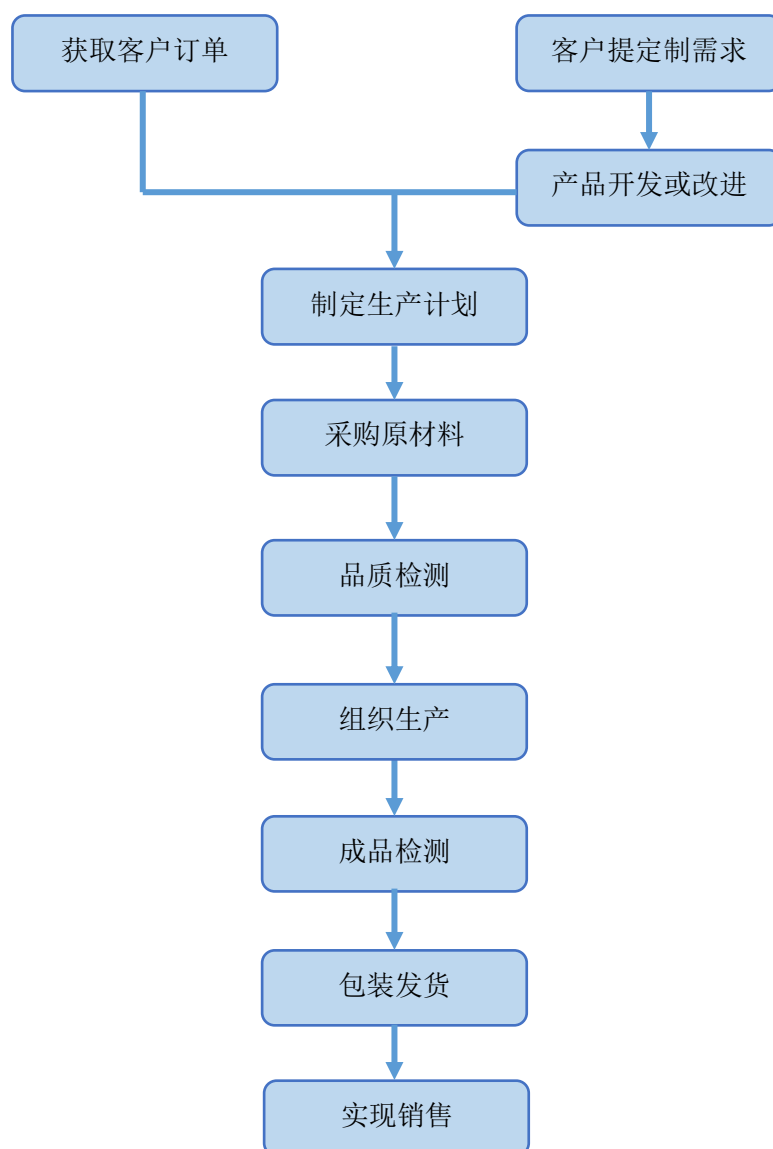 获取客户订单
客户提定制需求
产品开发或改进
制定生产计划
采购原材料
品质检测
组织生产
成品检测
包装发货
实现销售